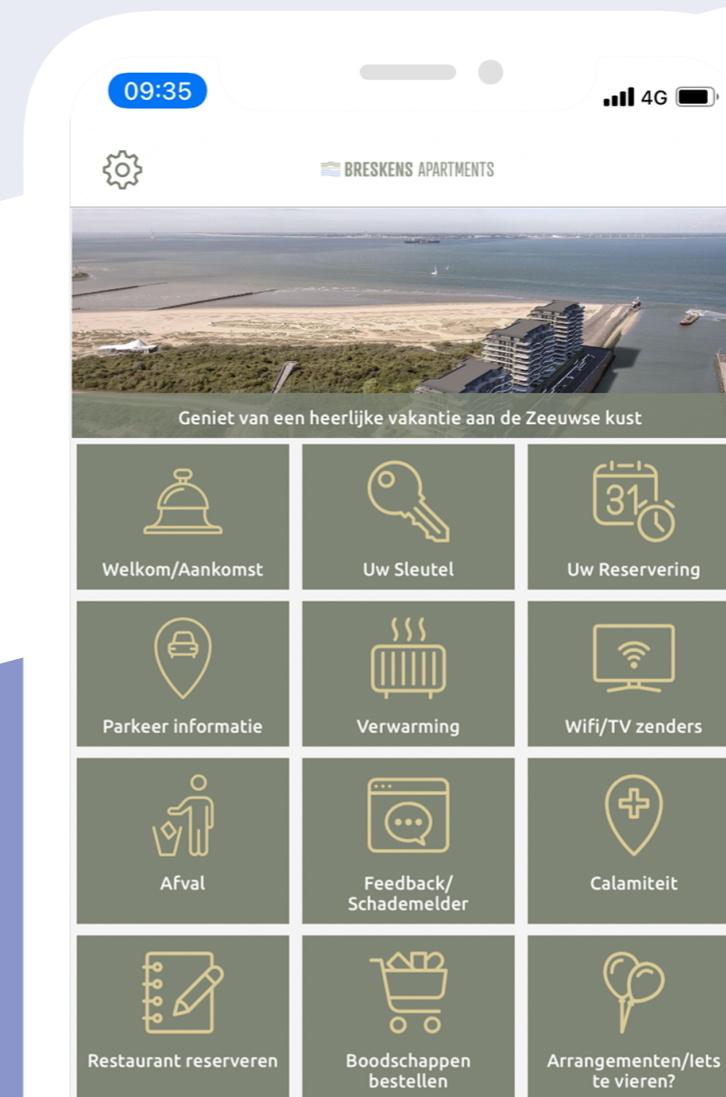 09:35
4G
BRESKENS APARTMENTS
Geniet van een heerlijke vakantie aan de Zeeuwse kust
Welkom/Aankomst
Uw Sleutel
31
Uw Reservering
Parkeer informatie
Verwarming
Wifi/TV zenders
Afval
Feedback/
Schademelder
Calamiteit
Restaurant reserveren
Boodschappen
bestellen
Arrangementen/Iets
te vieren?